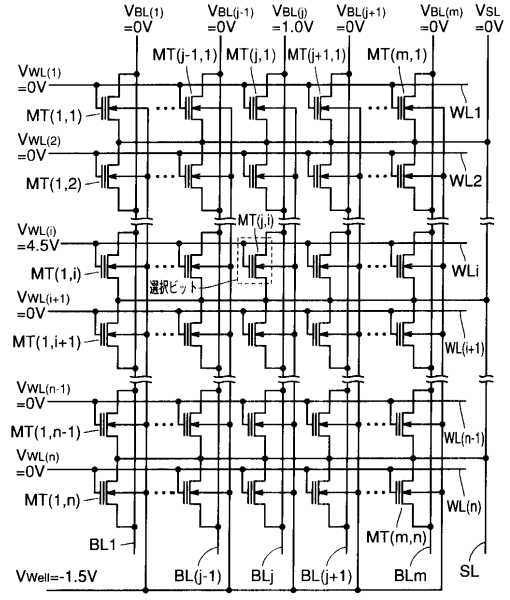 VBL(1) =0V
VBL(j-1) =0V
VBL(j) =1.0V
VBL(j+1) =0V
VBL(m) =0V
VSL =0V
MT(j-1,1)
MT(j,1)
MT(j+1,1)
MT(m,1)
VWL(1) =0V
MT(1,1)
WL1
VWL(2) =0V
MT(1,2)
WL2
MT(j,i)
VWL(i) =4.5V
MT(1,i)
選択ビット
WLi
VWL(i+1) =0V
MT(1,i+1)
WL(i+1)
VWL(n-1) =0V
MT(1,n-1)
WL(n-1)
VWL(n) =0V
MT(1,n)
WL(n)
MT(m,n)
BL1
BL(j-1)
BLj
BL(j+1)
BLm
SL
VWell=-1.5V